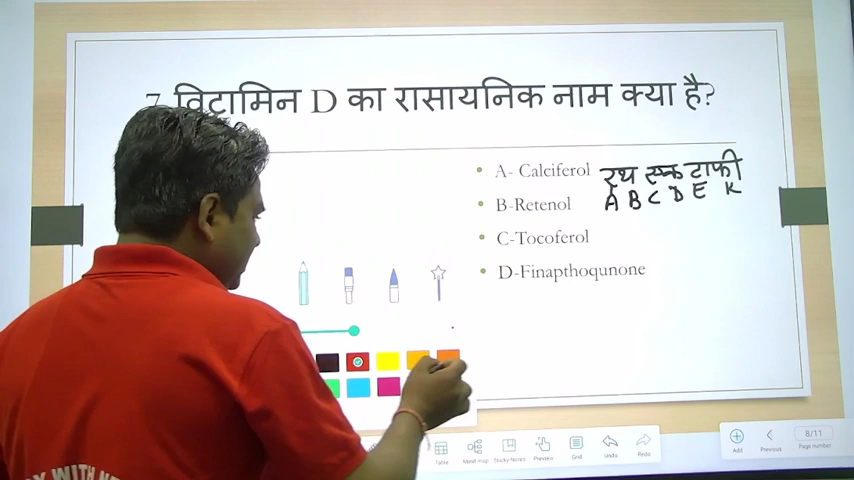 7 विटामिन D का रासायनिक नाम क्या है?
A- Calciferol
B-Retenol
C-Tocoferol
D-Finapthoqunone
रथ स्क टाफी
A B C D E K
Table
Mind map
Sticky Notes
Preview
Grid
Undo
Redo
Add
Previous
8/11
Page number
WITH